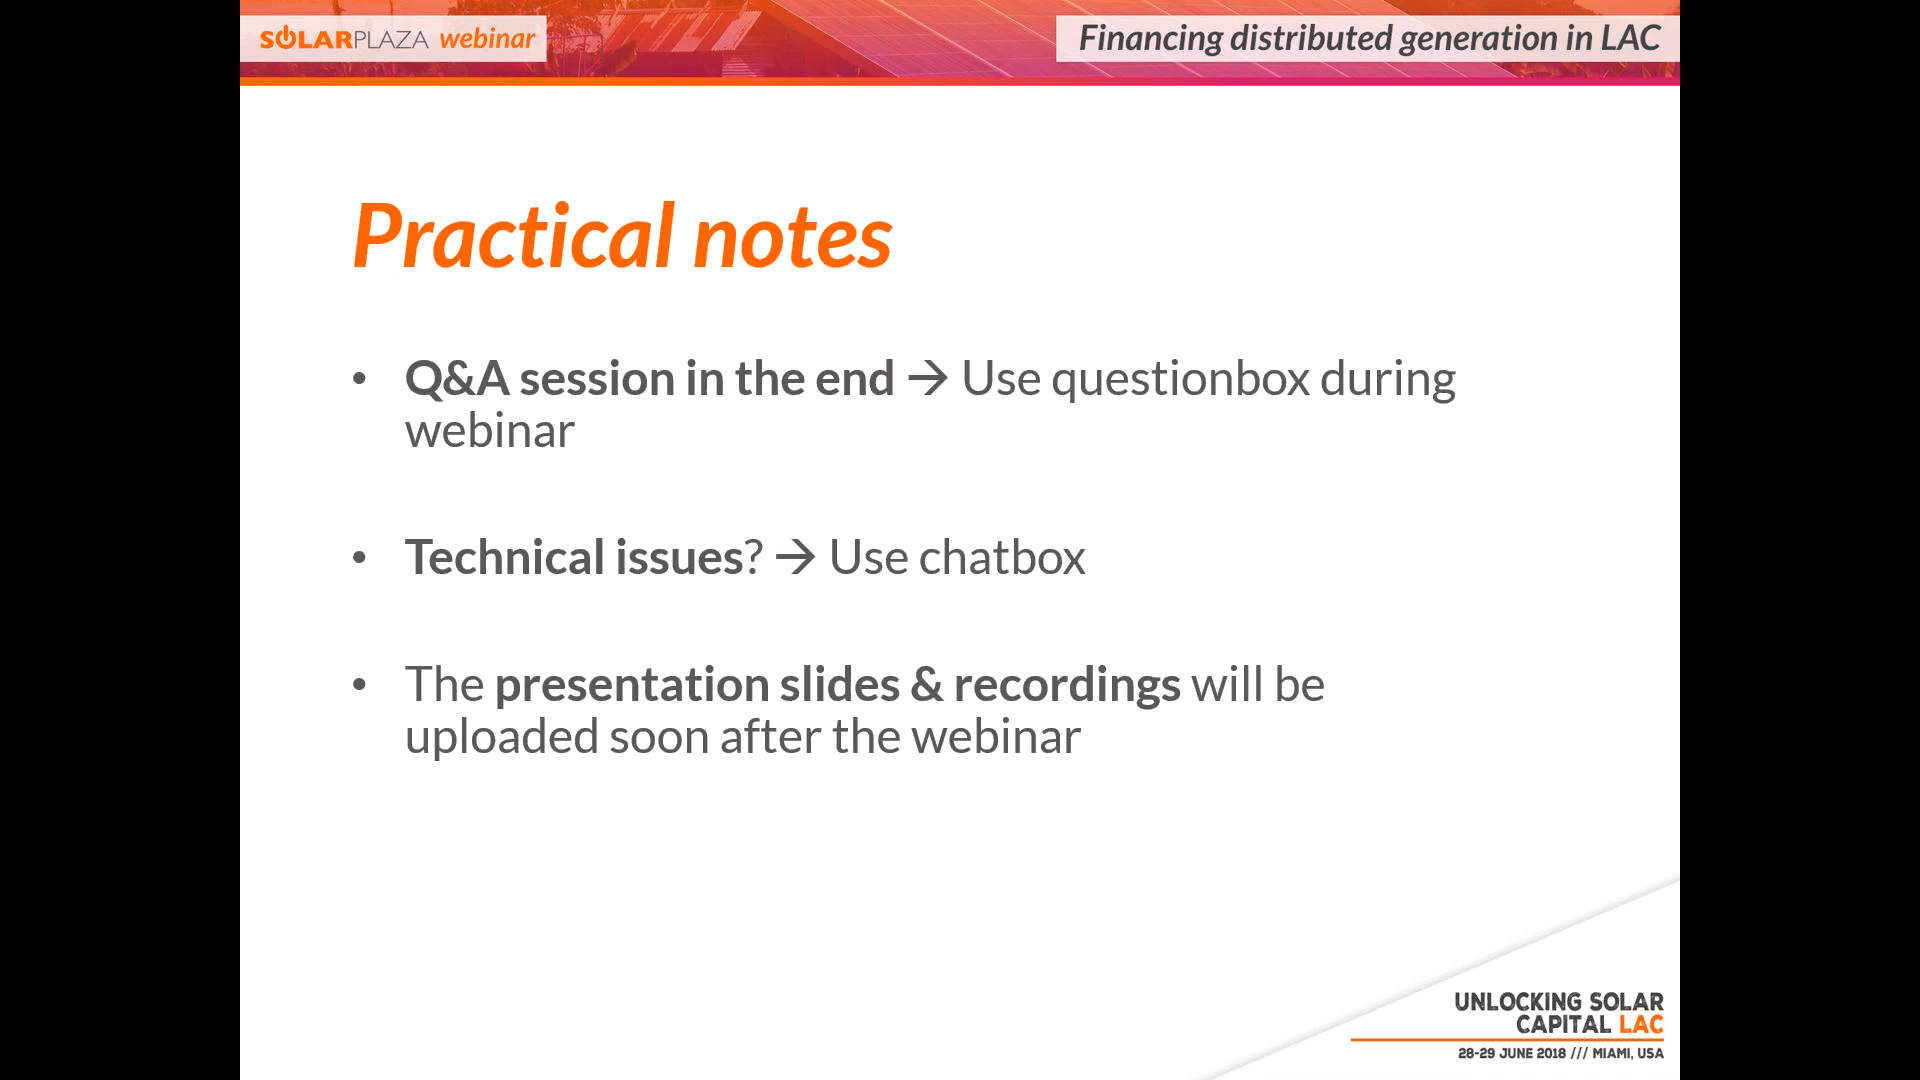 SOLARPLAZA webinar
Financing distributed generation in LAC
Practical notes
• Q&A session in the end → Use questionbox during
webinar
• Technical issues? → Use chatbox
• The presentation slides & recordings will be
uploaded soon after the webinar
UNLOCKING SOLAR
CAPITAL LAC
28-29 JUNE 2018 /// MIAMI, USA